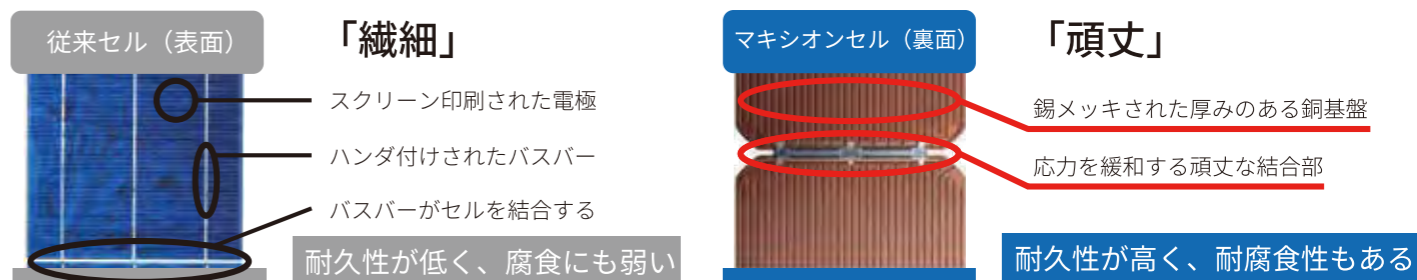 従来セル（表面）
「繊細」
スクリーン印刷された電極
ハンダ付けされたバスバー
バスバーがセルを結合する
耐久性が低く、腐食にも弱い
マキシオンセル（裏面）
「頑丈」
錫メッキされた厚みのある銅基盤
応力を緩和する頑丈な結合部
耐久性が高く、耐腐食性もある